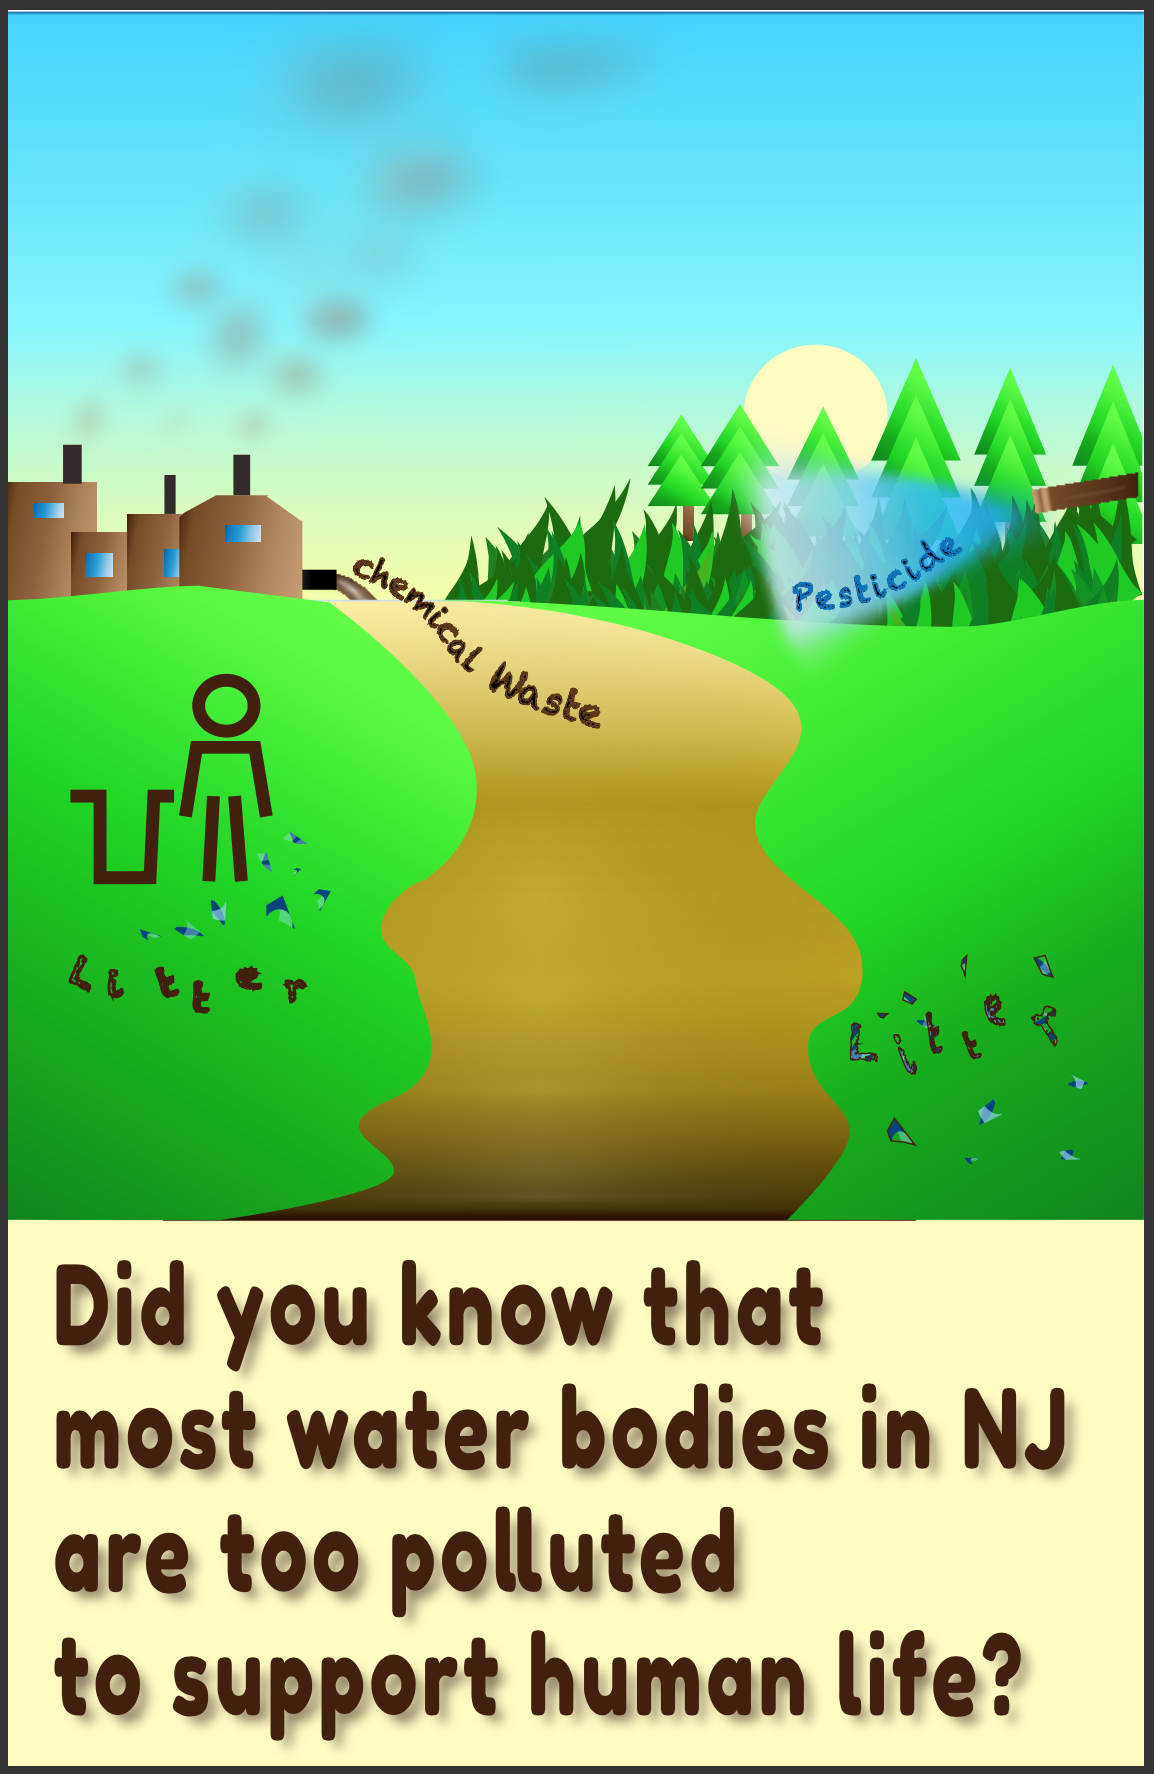 chemical Waste
Pesticide
Litter
Litter
Did you know that
most water bodies in NJ
are too polluted
to support human life?